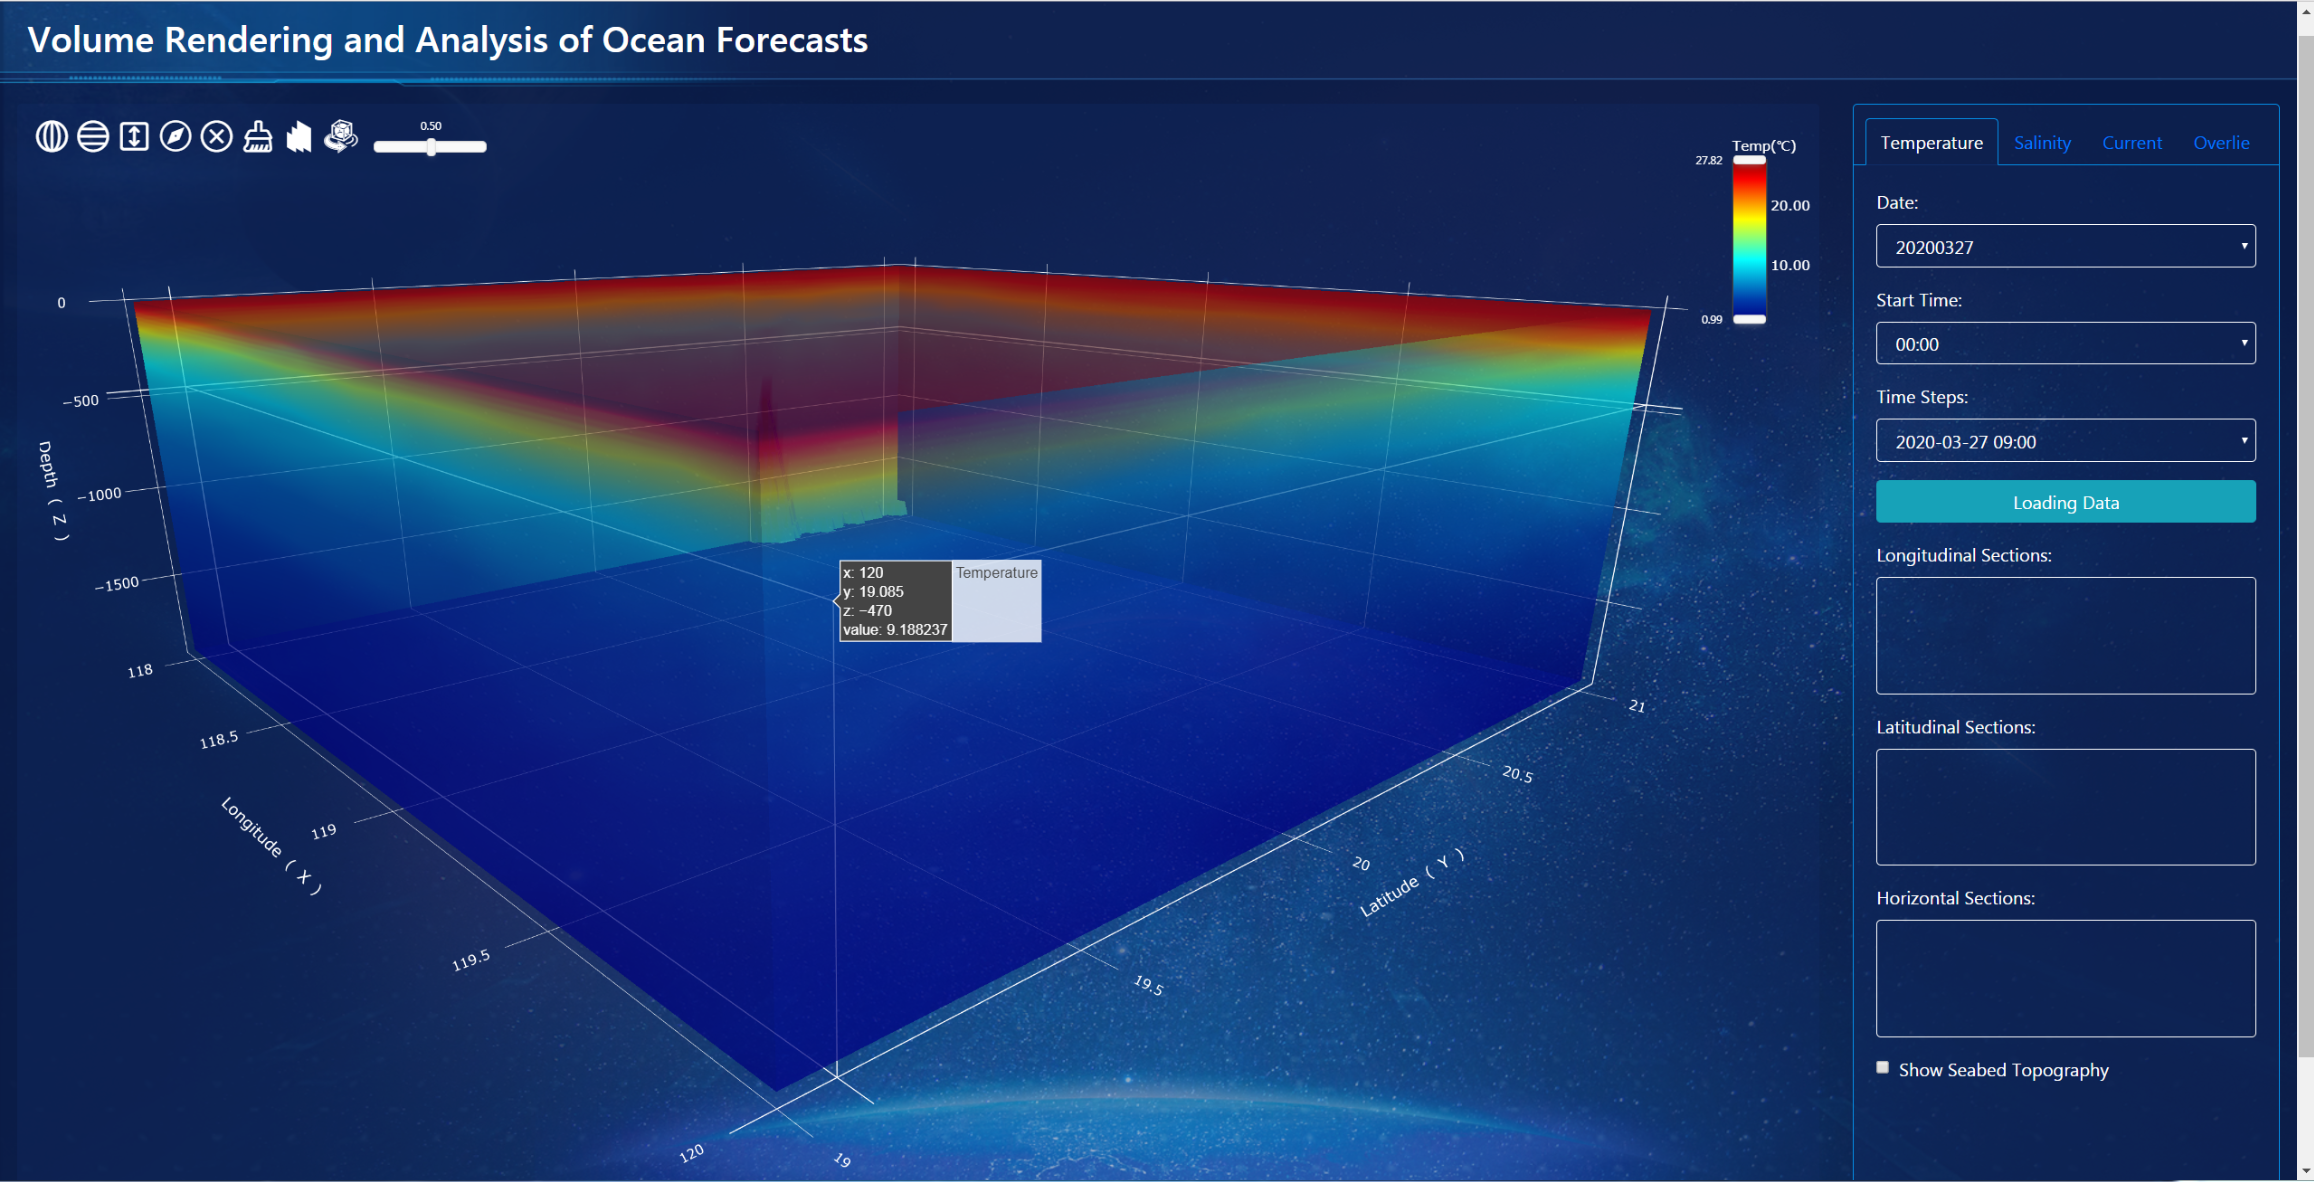 Volume Rendering and Analysis of Ocean Forecasts
0.50
Temp(℃)
27.82
20.00
10.00
0.99
0
−500
−1000
−1500
Depth ( Z )
118
118.5
119
119.5
120
Longitude ( X )
19
19.5
20
20.5
21
Latitude ( Y )
x: 120
y: 19.085
z: −470
value: 9.188237
Temperature
Temperature Salinity Current Overlie
Date:
20200327
Start Time:
00:00
Time Steps:
2020-03-27 09:00
Loading Data
Longitudinal Sections:
Latitudinal Sections:
Horizontal Sections:
Show Seabed Topography